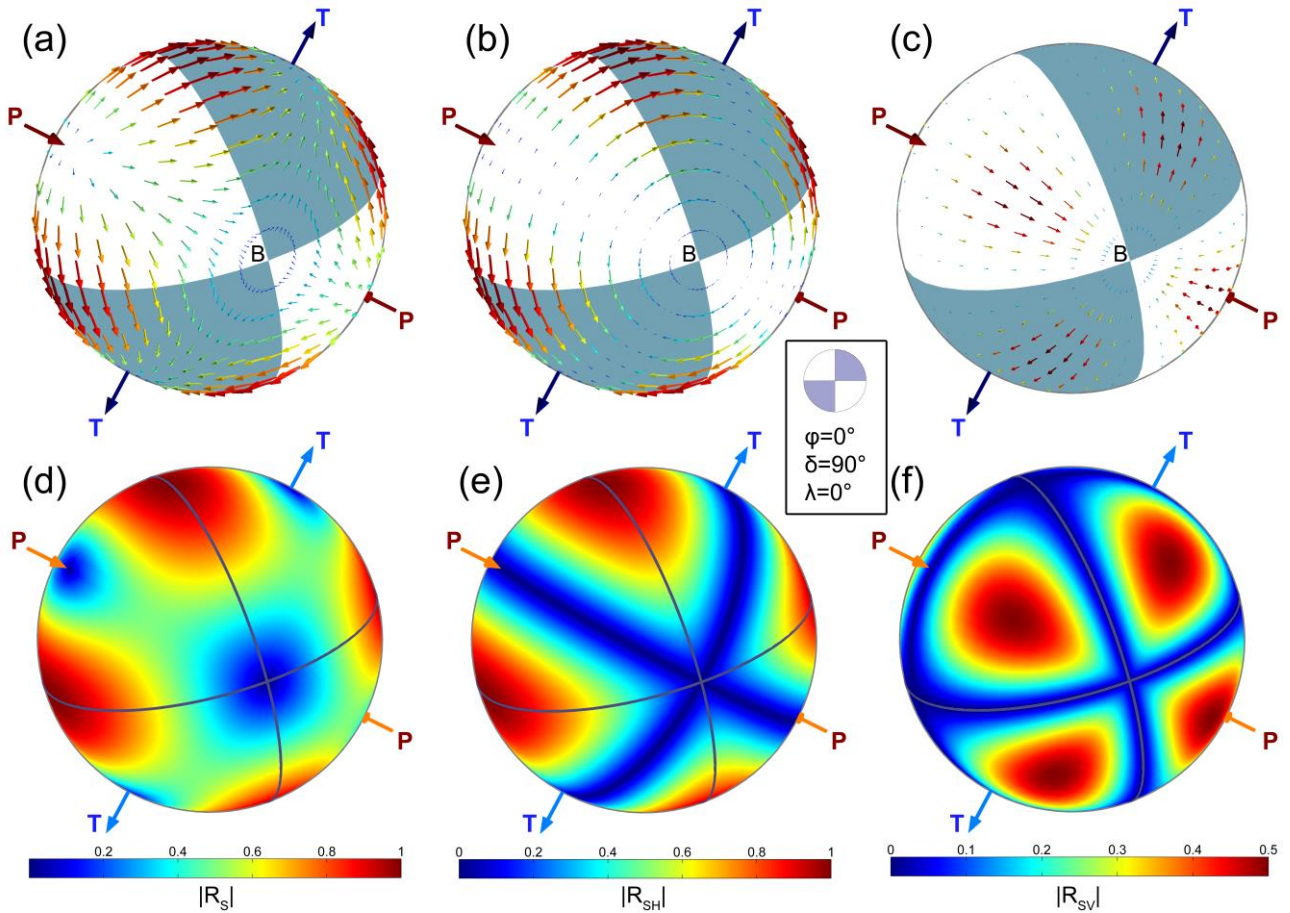 (a)
T
P
B
P
T
(b)
T
P
B
P
T
(c)
T
P
B
P
T
φ=0°
δ=90°
λ=0°
(d)
T
P
P
T
0.2 0.4 0.6 0.8 1
|R_S|
(e)
T
P
P
T
0 0.2 0.4 0.6 0.8 1
|R_SH|
(f)
T
P
P
T
0 0.1 0.2 0.3 0.4 0.5
|R_SV|